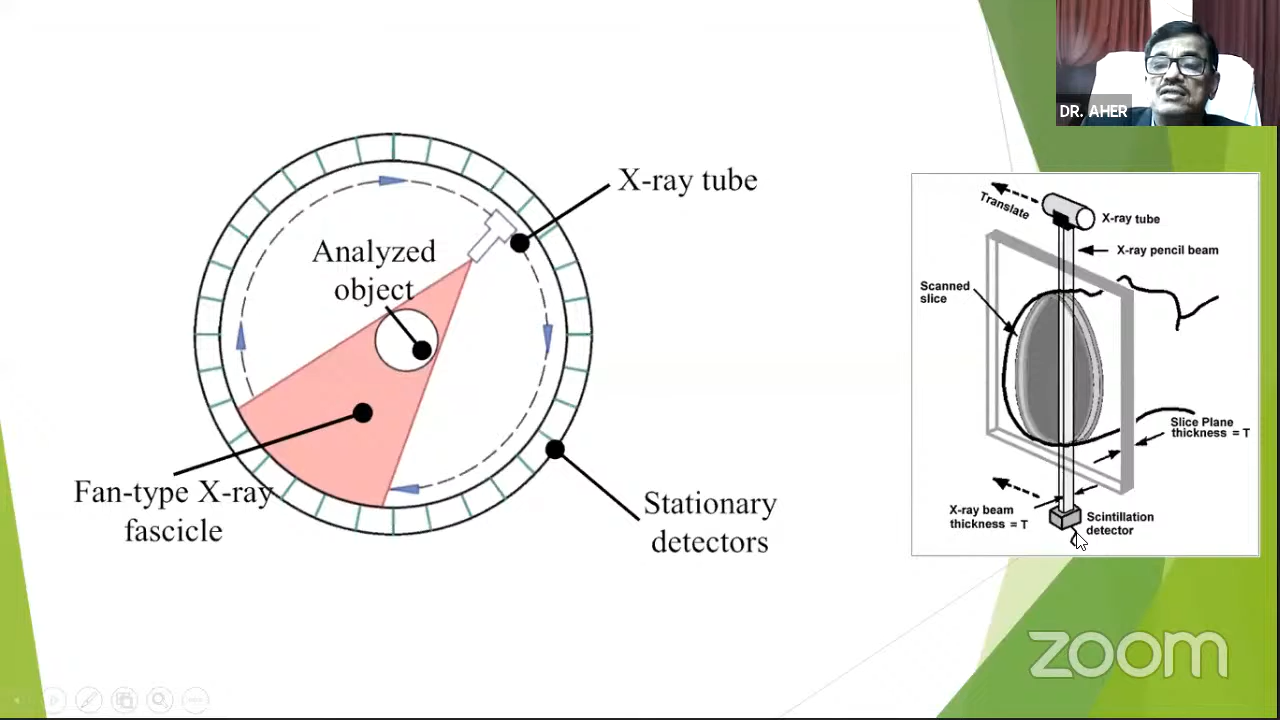 DR. AHER
X-ray tube
Analyzed
object
Fan-type X-ray
fascicle
Stationary
detectors
Translate
X-ray tube
X-ray pencil beam
Scanned
slice
Slice Plane
thickness = T
X-ray beam
thickness = T
Scintillation
detector
zoom